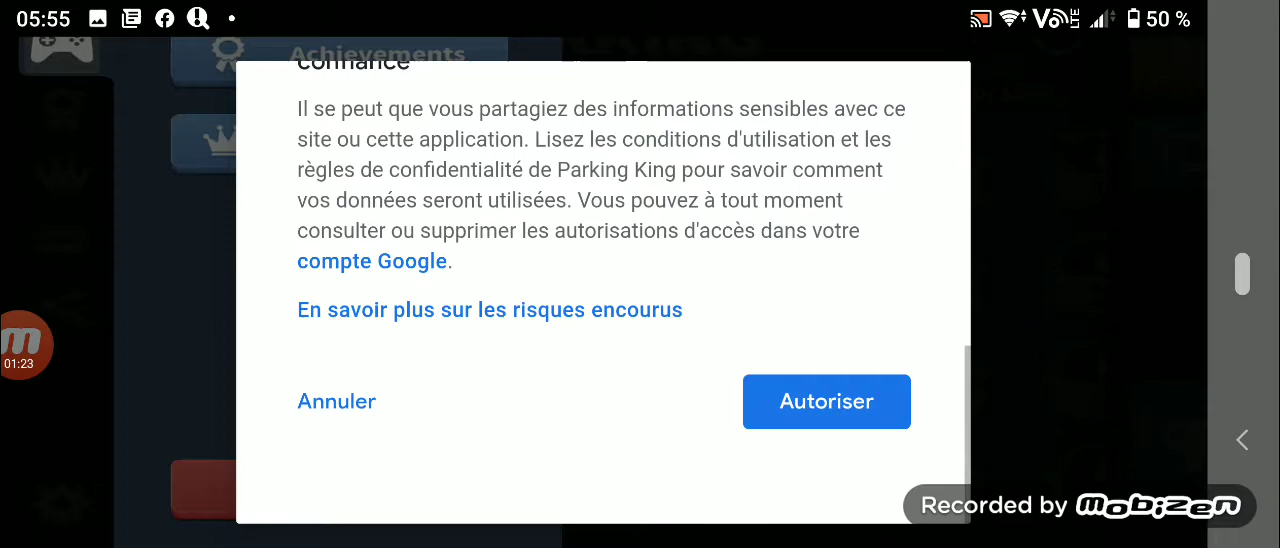 05:55
VoLTE
50 %
Achievements
confiance
Il se peut que vous partagiez des informations sensibles avec ce
site ou cette application. Lisez les conditions d'utilisation et les
règles de confidentialité de Parking King pour savoir comment
vos données seront utilisées. Vous pouvez à tout moment
consulter ou supprimer les autorisations d'accès dans votre
compte Google.
En savoir plus sur les risques encourus
m
01:23
Annuler
Autoriser
Recorded by mobizen